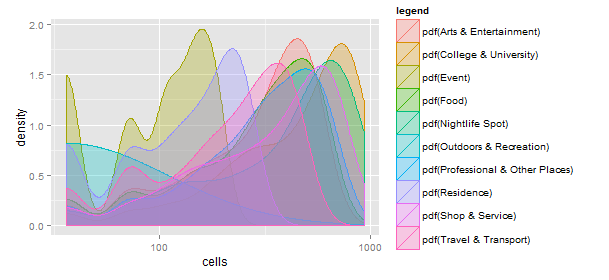 density
2.0
1.5
1.0
0.5
0.0
100
1000
cells
legend
pdf(Arts & Entertainment)
pdf(College & University)
pdf(Event)
pdf(Food)
pdf(Nightlife Spot)
pdf(Outdoors & Recreation)
pdf(Professional & Other Places)
pdf(Residence)
pdf(Shop & Service)
pdf(Travel & Transport)